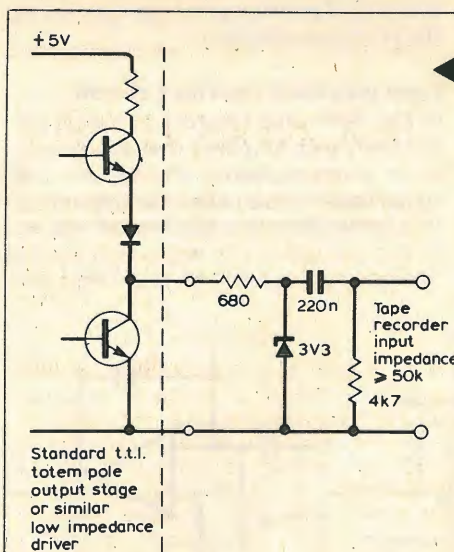 +5V
680
220n
3V3
4k7
Tape
recorder
input
impedance
≥ 50k
Standard t.t.l.
totem pole
output stage
or similar
low impedance
driver